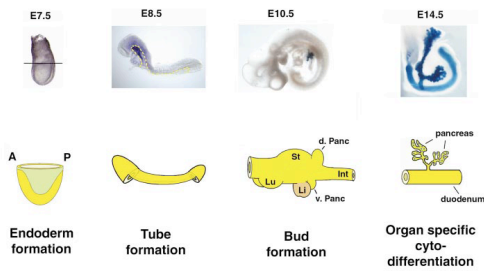 E7.5
E8.5
E10.5
E14.5
A
P
d. Panc
St
Int
Lu
Li
v. Panc
pancreas
duodenum
Endoderm
formation
Tube
formation
Bud
formation
Organ specific
cyto-
differentiation